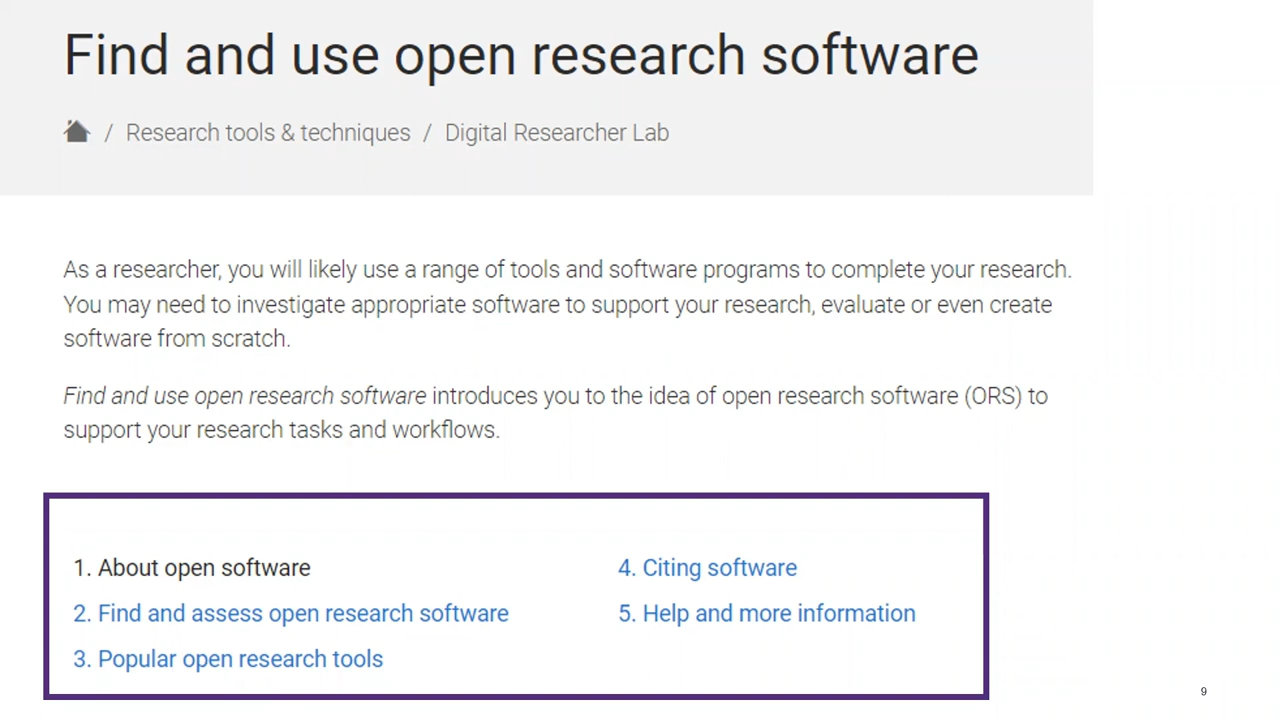 Find and use open research software
/ Research tools & techniques / Digital Researcher Lab
As a researcher, you will likely use a range of tools and software programs to complete your research.
You may need to investigate appropriate software to support your research, evaluate or even create
software from scratch.
Find and use open research software introduces you to the idea of open research software (ORS) to
support your research tasks and workflows.
1. About open software
2. Find and assess open research software
3. Popular open research tools
4. Citing software
5. Help and more information
9